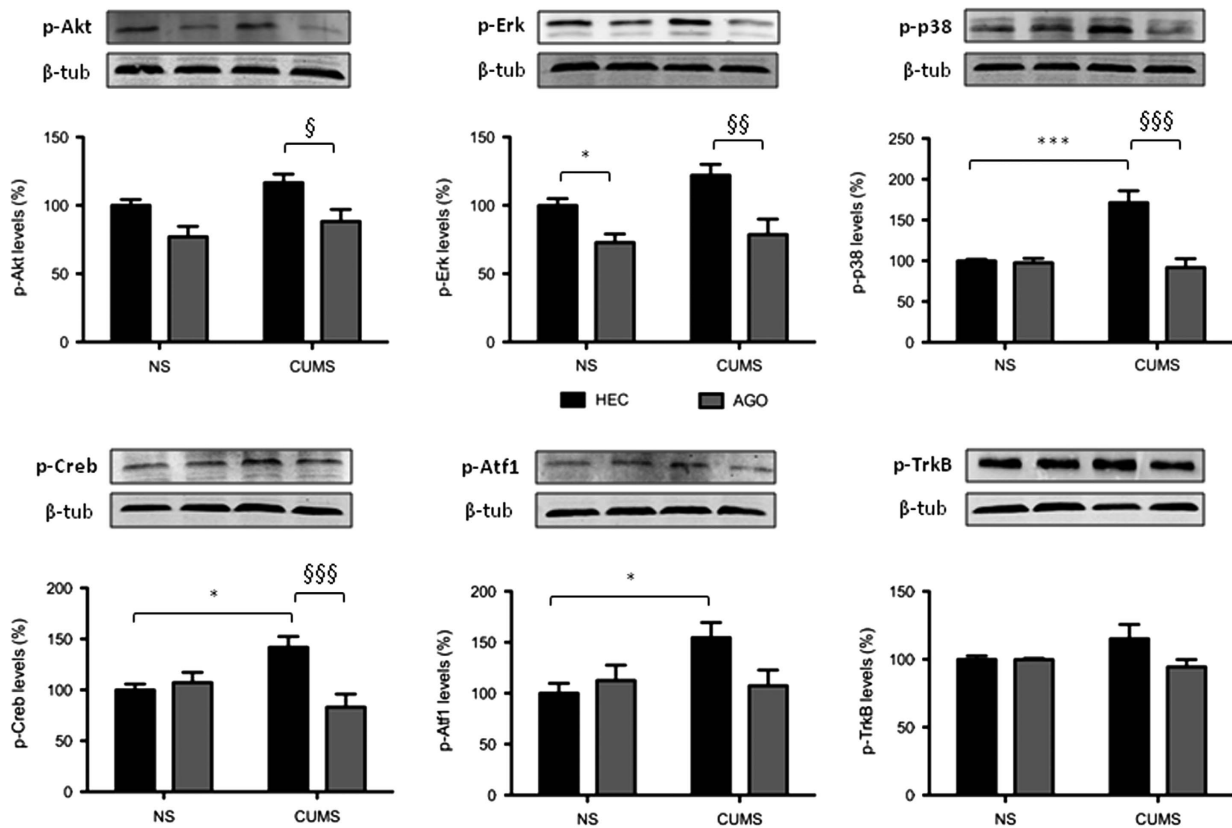 p-Akt
β-tub
§
150
100
50
0
p-Akt levels (%)
NS
CUMS
p-Erk
β-tub
*
§§
150
100
50
0
p-Erk levels (%)
NS
CUMS
p-p38
β-tub
***
§§§
250
200
150
100
50
0
p-p38 levels (%)
NS
CUMS
HEC
AGO
p-Creb
β-tub
*
§§§
200
150
100
50
0
p-Creb levels (%)
NS
CUMS
p-Atf1
β-tub
*
200
150
100
50
0
p-Atf1 levels (%)
NS
CUMS
p-TrkB
β-tub
150
100
50
0
p-TrkB levels (%)
NS
CUMS